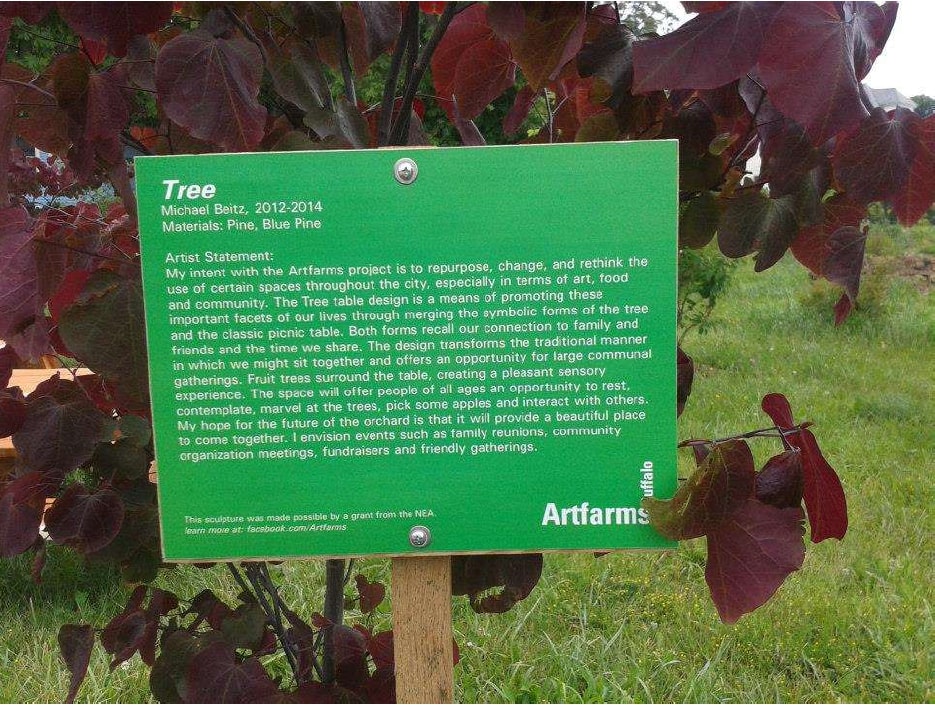 Tree
Michael Beitz, 2012-2014
Materials: Pine, Blue Pine
Artist Statement:
My intent with the Artfarms project is to repurpose, change, and rethink the
use of certain spaces throughout the city, especially in terms of art, food
and community. The Tree table design is a means of promoting these
important facets of our lives through merging the symbolic forms of the tree
and the classic picnic table. Both forms recall our connection to family and
friends and the time we share. The design transforms the traditional manner
in which we might sit together and offers an opportunity for large communal
gatherings. Fruit trees surround the table, creating a pleasant sensory
experience. The space will offer people of all ages an opportunity to rest,
contemplate, marvel at the trees, pick some apples and interact with others.
My hope for the future of the orchard is that it will provide a beautiful place
to come together. I envision events such as family reunions, community
organization meetings, fundraisers and friendly gatherings.
This sculpture was made possible by a grant from the NEA.
learn more at: facsbook.com/Artfarms
Artfarms
uffalo